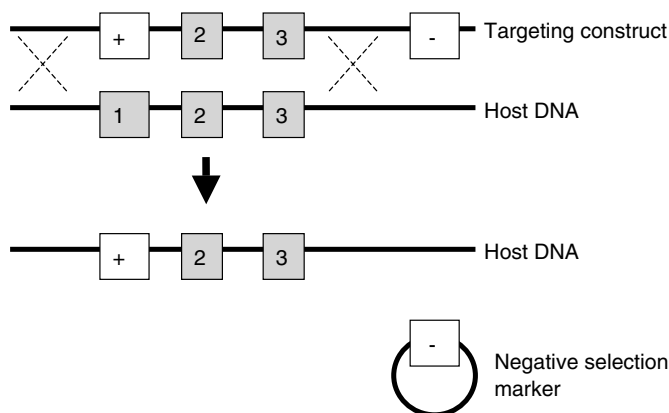 + 2 3 - Targeting construct
1 2 3 Host DNA
+ 2 3 Host DNA
-
Negative selection
marker